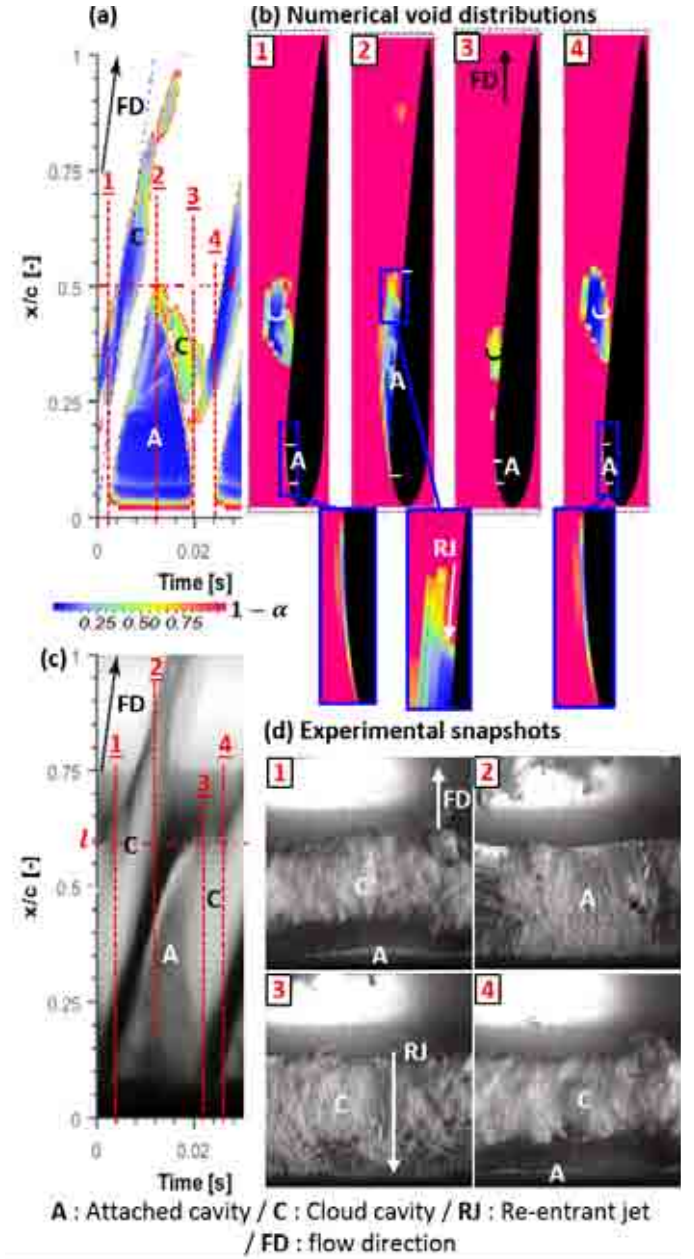 (a)
(b) Numerical void distributions
1
2
3
4
FD
FD
1
0.75
0.5
0.25
0
x/c [-]
1
2
3
4
C
C
A
C
A
A
C
A
C
A
0
0.02
Time [s]
RJ
0.25 0.50 0.75
1 − α
(c)
1
0.75
l
0.5
0.25
0
x/c [-]
FD
2
1
4
3
C
C
A
0
0.02
Time [s]
(d) Experimental snapshots
1
2
FD
C
A
A
3
4
RJ
C
C
A
A : Attached cavity / C : Cloud cavity / RJ : Re-entrant jet
/ FD : flow direction